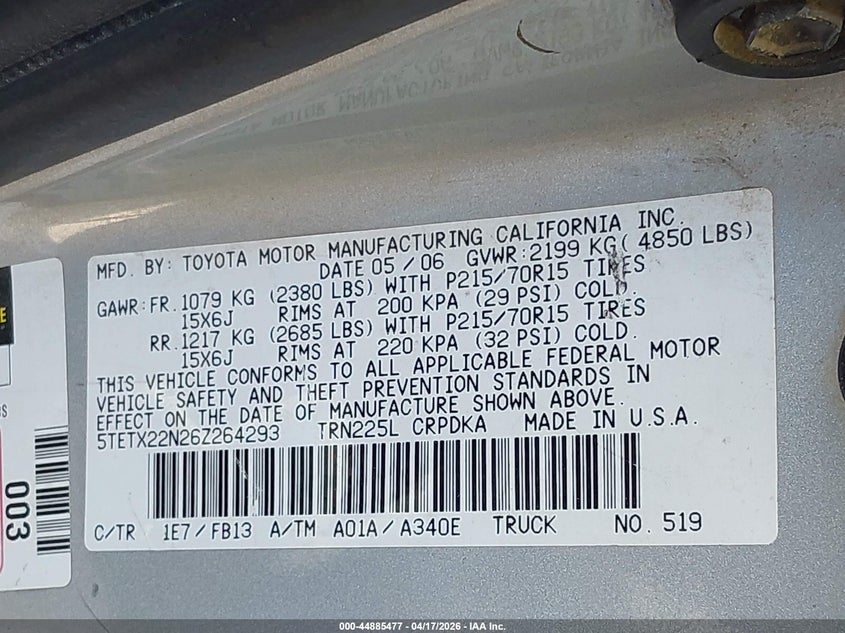 MFD. BY: TOYOTA MOTOR MANUFACTURING CALIFORNIA INC.
DATE 05 / 06 GVWR:2199 KG( 4850 LBS)
GAWR:FR.1079 KG (2380 LBS) WITH P215/70R15 TIRES
15X6J RIMS AT 200 KPA (29 PSI) COLD.
RR.1217 KG (2685 LBS) WITH P215/70R15 TIRES
15X6J RIMS AT 220 KPA (32 PSI) COLD.
THIS VEHICLE CONFORMS TO ALL APPLICABLE FEDERAL MOTOR
VEHICLE SAFETY AND THEFT PREVENTION STANDARDS IN
EFFECT ON THE DATE OF MANUFACTURE SHOWN ABOVE.
5TETX22N26Z264293 TRN225L CRPDKA MADE IN U.S.A.
C/TR 1E7/FB13 A/TM A01A/A340E TRUCK NO. 519
003
000-44885477 - 04/17/2026 - IAA Inc.